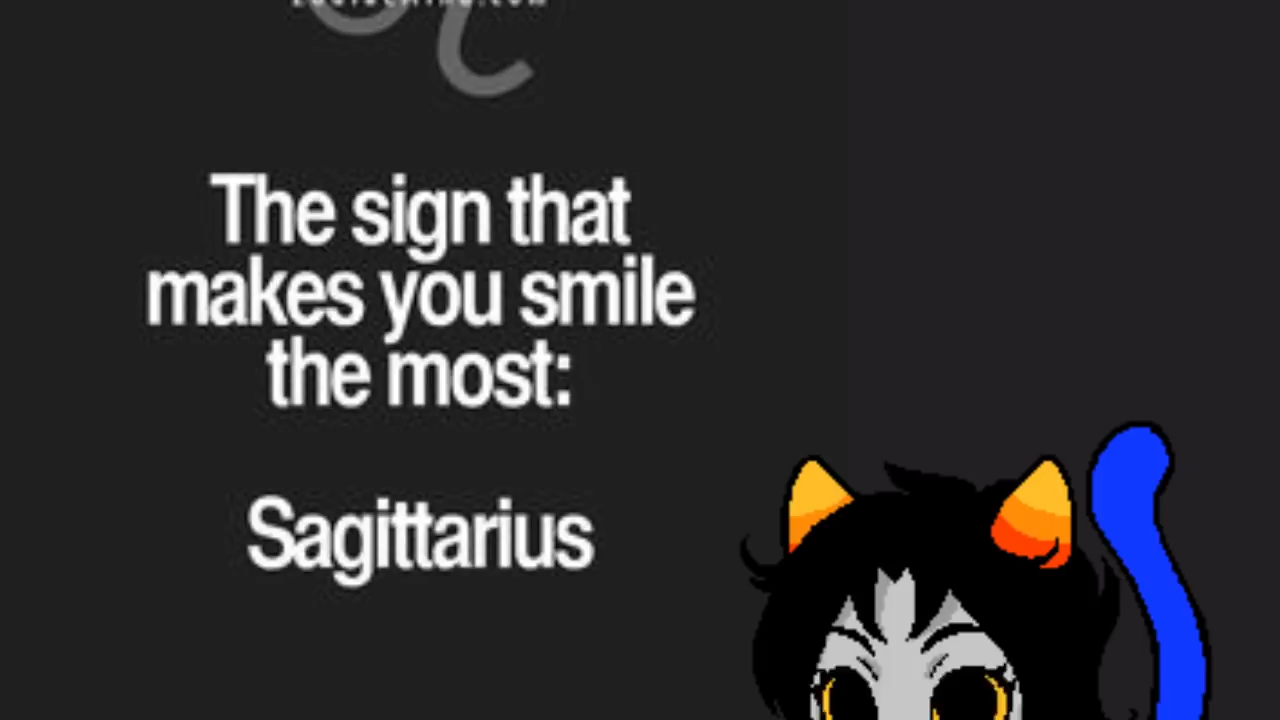 The sign that
makes you smile
the most:
Sagittarius